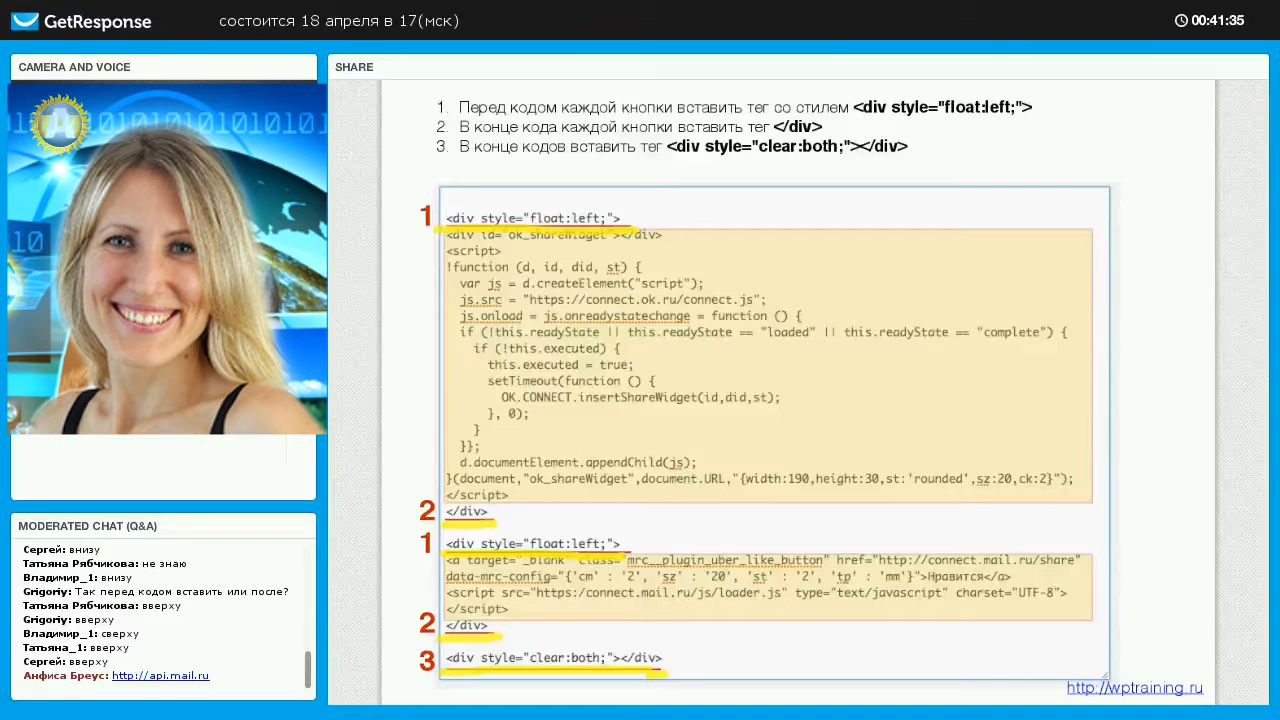 GetResponse
состоится 18 апреля в 17(мск)
00:41:35
CAMERA AND VOICE
SHARE
1. Перед кодом каждой кнопки вставить тег со стилем <div style="float:left;">
2. В конце кода каждой кнопки вставить тег </div>
3. В конце кодов вставить тег <div style="clear:both;"></div>
1
<div style="float:left;">
<div id="ok_shareWidget"></div>
<script>
!function (d, id, did, st) {
var js = d.createElement("script");
js.src = "https://connect.ok.ru/connect.js";
js.onload = js.onreadystatechange = function () {
if (!this.readyState || this.readyState == "loaded" || this.readyState == "complete") {
if (!this.executed) {
this.executed = true;
setTimeout(function () {
OK.CONNECT.insertShareWidget(id,did,st);
}, 0);
}
}};
d.documentElement.appendChild(js);
}(document,"ok_shareWidget",document.URL,"{width:190,height:30,st:'rounded',sz:20,ck:2}");
</script>
2
</div>
1
<div style="float:left;">
<a target="_blank" class="mrc__plugin_uber_like_button" href="http://connect.mail.ru/share"
data-mrc-config="{'cm' : '2', 'sz' : '20', 'st' : '2', 'tp' : 'mm'}">Нравится</a>
<script src="https:/connect.mail.ru/js/loader.js" type="text/javascript" charset="UTF-8">
</script>
2
</div>
3
<div style="clear:both;"></div>
http://wptraining.ru
MODERATED CHAT (Q&A)
Сергей: внизу
Татьяна Рябчикова: не знаю
Владимир_1: внизу
Grigoriy: Так перед кодом вставить или после?
Татьяна Рябчикова: вверху
Grigoriy: вверху
Владимир_1: сверху
Татьяна_1: вверху
Сергей: вверху
Анфиса Бреус: http://api.mail.ru